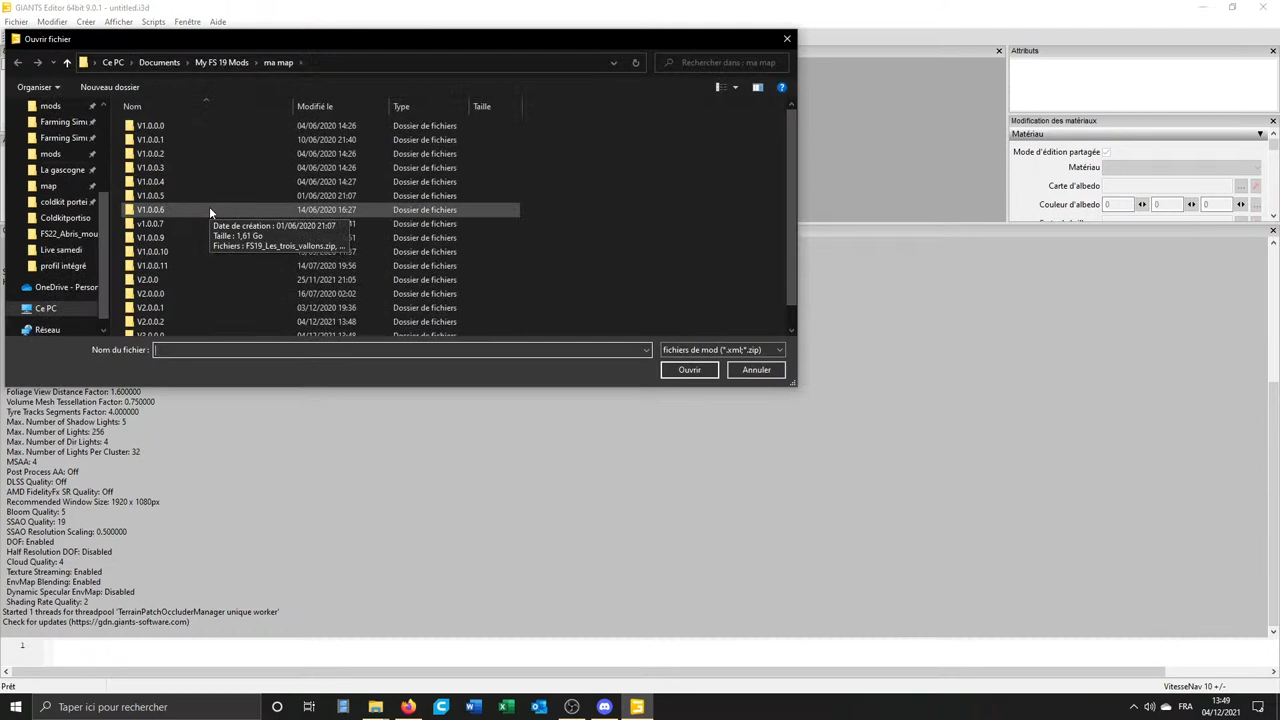 GIANTS Editor 64bit 9.0.1 - untitled.i3d
Fichier Modifier Créer Afficher Scripts Fenêtre Aide
Ouvrir fichier
Ce PC > Documents > My FS 19 Mods > ma map >
Rechercher dans : ma map
Organiser Nouveau dossier
Nom Modifié le Type Taille
mods
Farming Simu
Farming Simu
mods
La gascogne
map
coldkit portei
Coldkitportiso
FS22_Abris_mou
Live samedi
profil intégré
OneDrive - Person
Ce PC
Réseau
V1.0.0.0 04/06/2020 14:26 Dossier de fichiers
V1.0.0.1 10/06/2020 21:40 Dossier de fichiers
V1.0.0.2 04/06/2020 14:26 Dossier de fichiers
V1.0.0.3 04/06/2020 14:26 Dossier de fichiers
V1.0.0.4 04/06/2020 14:27 Dossier de fichiers
V1.0.0.5 01/06/2020 21:07 Dossier de fichiers
V1.0.0.6 14/06/2020 16:27 Dossier de fichiers
v1.0.0.7 Dossier de fichiers
V1.0.0.9 Dossier de fichiers
V1.0.0.10 Dossier de fichiers
V1.0.0.11 14/07/2020 19:56 Dossier de fichiers
V2.0.0 25/11/2021 21:05 Dossier de fichiers
V2.0.0.0 16/07/2020 02:02 Dossier de fichiers
V2.0.0.1 03/12/2020 19:36 Dossier de fichiers
V2.0.0.2 04/12/2021 13:48 Dossier de fichiers
V3.0.0.0 04/12/2021 13:48 Dossier de fichiers
Date de création : 01/06/2020 21:07
Taille : 1,61 Go
Fichiers : FS19_Les_trois_vallons.zip, ...
Nom du fichier : fichiers de mod (*.xml;*.zip)
Ouvrir Annuler
Attributs
Modification des matériaux
Matériau
Mode d'édition partagée
Matériau
Carte d'albedo
Couleur d'albedo 0 0 0
Foliage View Distance Factor: 1.600000
Volume Mesh Tessellation Factor: 0.750000
Tyre Tracks Segments Factor: 4.000000
Max. Number of Shadow Lights: 5
Max. Number of Lights: 256
Max. Number of Dir Lights: 4
Max. Number of Lights Per Cluster: 32
MSAA: 4
Post Process AA: Off
DLSS Quality: Off
AMD FidelityFx SR Quality: Off
Recommended Window Size: 1920 x 1080px
Bloom Quality: 5
SSAO Quality: 19
SSAO Resolution Scaling: 0.500000
DOF: Enabled
Half Resolution DOF: Disabled
Cloud Quality: 4
Texture Streaming: Enabled
EnvMap Blending: Enabled
Dynamic Specular EnvMap: Disabled
Shading Rate Quality: 2
Started 1 threads for threadpool 'TerrainPatchOccluderManager unique worker'
Check for updates (https://gdn.giants-software.com)
1
Prêt VitesseNav 10 +/-
Taper ici pour rechercher
FRA
13:49
04/12/2021